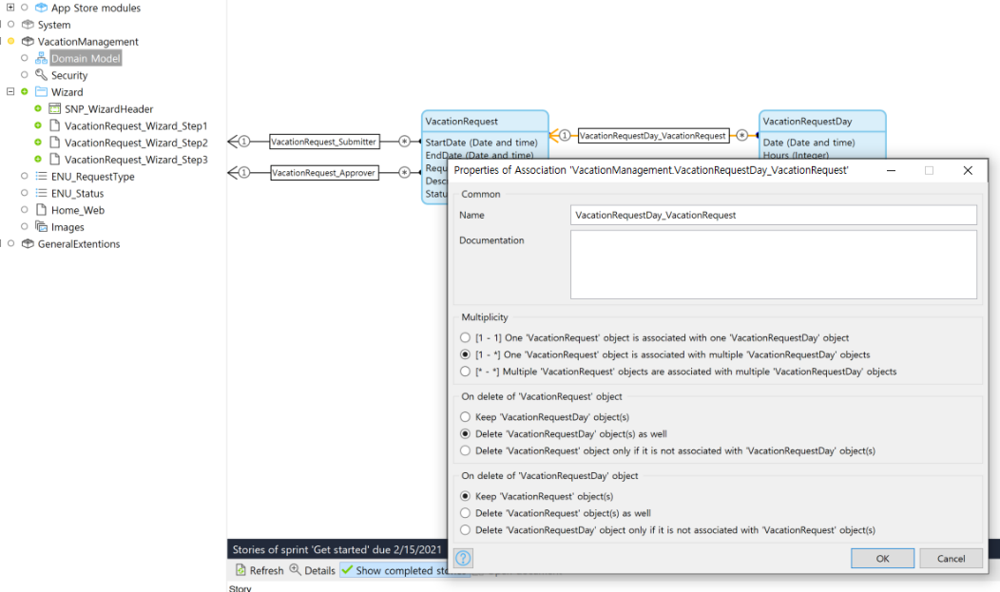 App Store modules
System
VacationManagement
Domain Model
Security
Wizard
SNP_WizardHeader
VacationRequest_Wizard_Step1
VacationRequest_Wizard_Step2
VacationRequest_Wizard_Step3
ENU_RequestType
ENU_Status
Home_Web
Images
GeneralExtentions
1 VacationRequest_Submitter *
1 VacationRequest_Approver *
VacationRequest
StartDate (Date and time)
EndDate (Date and time)
Requ
Desc
Statu
1 VacationRequestDay_VacationRequest *
VacationRequestDay
Date (Date and time)
Hours (Integer)
Properties of Association 'VacationManagement.VacationRequestDay_VacationRequest'
Common
Name VacationRequestDay_VacationRequest
Documentation
Multiplicity
[1 - 1] One 'VacationRequest' object is associated with one 'VacationRequestDay' object
[1 - *] One 'VacationRequest' object is associated with multiple 'VacationRequestDay' objects
[* - *] Multiple 'VacationRequest' objects are associated with multiple 'VacationRequestDay' objects
On delete of 'VacationRequest' object
Keep 'VacationRequestDay' object(s)
Delete 'VacationRequestDay' object(s) as well
Delete 'VacationRequest' object only if it is not associated with 'VacationRequestDay' object(s)
On delete of 'VacationRequestDay' object
Keep 'VacationRequest' object(s)
Delete 'VacationRequest' object(s) as well
Delete 'VacationRequestDay' object only if it is not associated with 'VacationRequest' object(s)
? OK Cancel
Stories of sprint 'Get started' due 2/15/2021
Refresh Details Show completed sto
Story